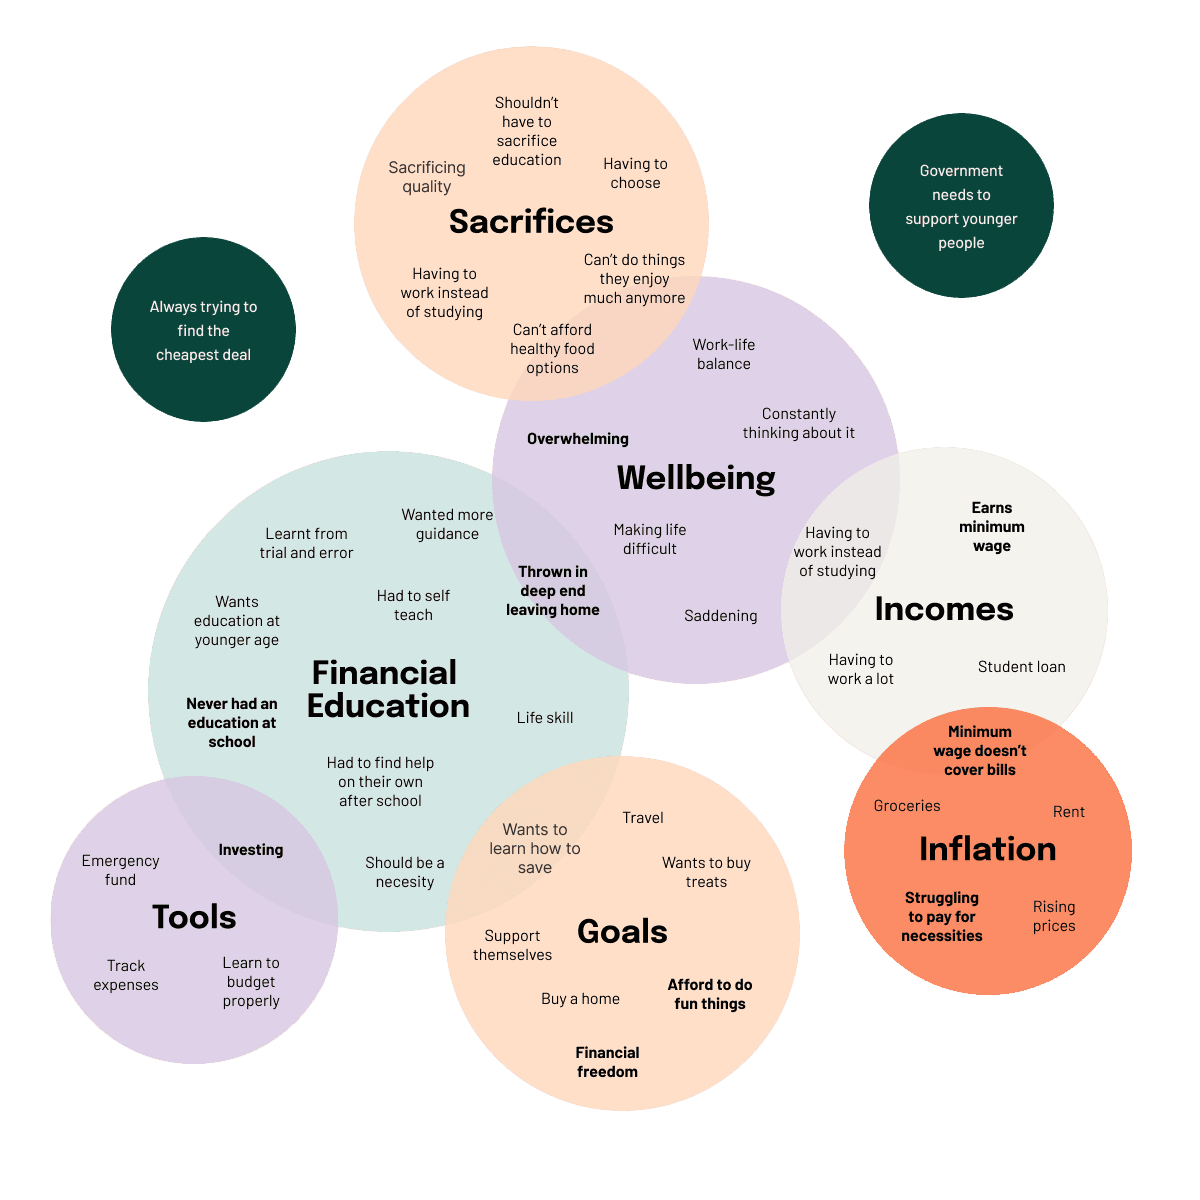 Shouldn’t
have to
sacrifice
education
Sacrificing
quality
Having to
choose
Sacrifices
Having to
work instead
of studying
Can’t do things
they enjoy
much anymore
Can’t afford
healthy food
options
Government
needs to
support younger
people
Always trying to
find the
cheapest deal
Work-life
balance
Constantly
thinking about it
Overwhelming
Wellbeing
Making life
difficult
Saddening
Thrown in
deep end
leaving home
Having to
work instead
of studying
Earns
minimum
wage
Incomes
Having to
work a lot
Student loan
Minimum
wage doesn’t
cover bills
Groceries
Rent
Inflation
Struggling
to pay for
necessities
Rising
prices
Wanted more
guidance
Learnt from
trial and error
Had to self
teach
Wants
education at
younger age
Financial
Education
Never had an
education at
school
Life skill
Had to find help
on their own
after school
Should be a
necesity
Investing
Emergency
fund
Tools
Track
expenses
Learn to
budget
properly
Wants to
learn how to
save
Travel
Wants to buy
treats
Goals
Support
themselves
Buy a home
Afford to do
fun things
Financial
freedom